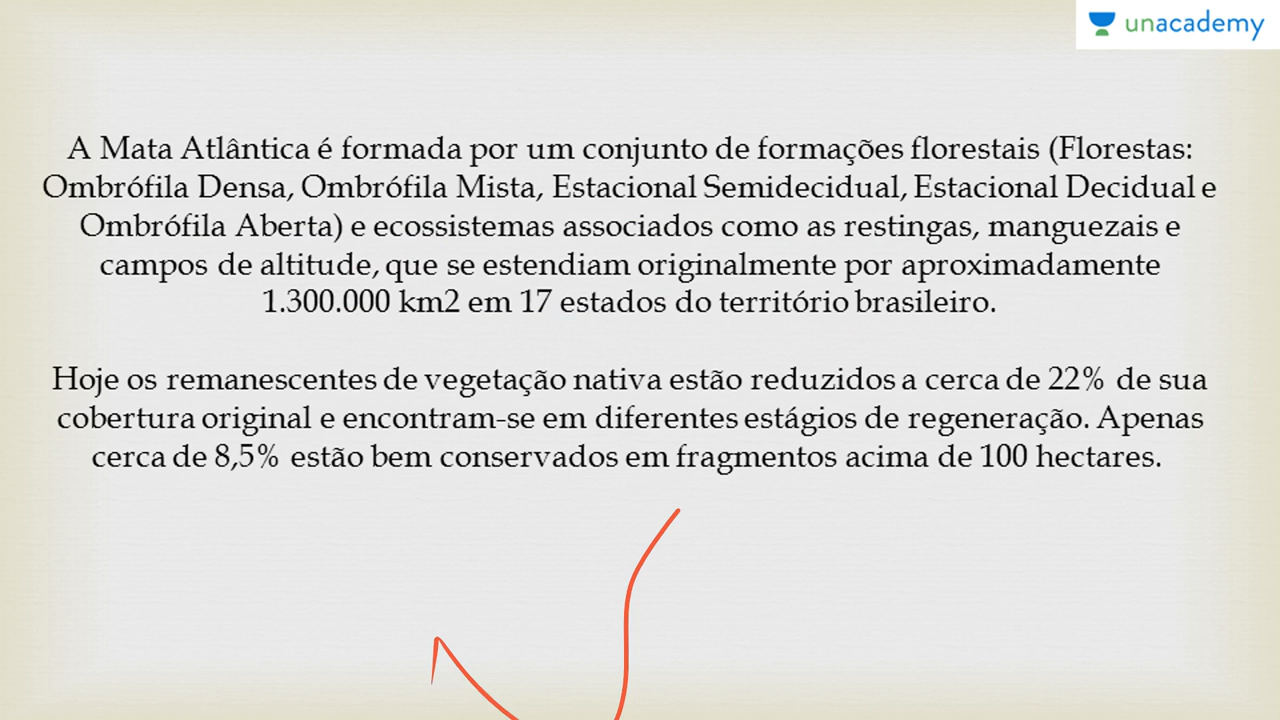 unacademy
A Mata Atlântica é formada por um conjunto de formações florestais (Florestas:
Ombrófila Densa, Ombrófila Mista, Estacional Semidecidual, Estacional Decidual e
Ombrófila Aberta) e ecossistemas associados como as restingas, manguezais e
campos de altitude, que se estendiam originalmente por aproximadamente
1.300.000 km2 em 17 estados do território brasileiro.
Hoje os remanescentes de vegetação nativa estão reduzidos a cerca de 22% de sua
cobertura original e encontram-se em diferentes estágios de regeneração. Apenas
cerca de 8,5% estão bem conservados em fragmentos acima de 100 hectares.